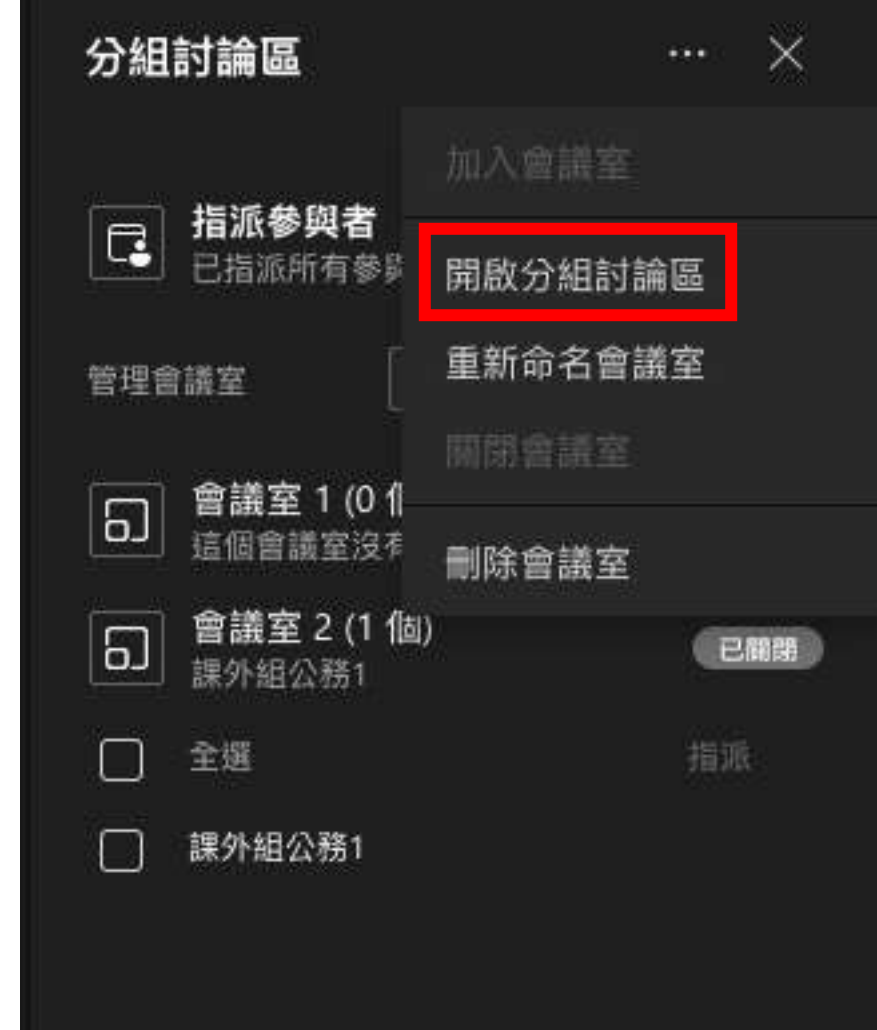 分組討論區
加入會議室
指派參與者
已指派所有參
開啟分組討論區
管理會議室
重新命名會議室
關閉會議室
會議室 1 (0
這個會議室沒有
刪除會議室
會議室 2 (1 個)
課外組公務1
已關閉
全選
指派
課外組公務1